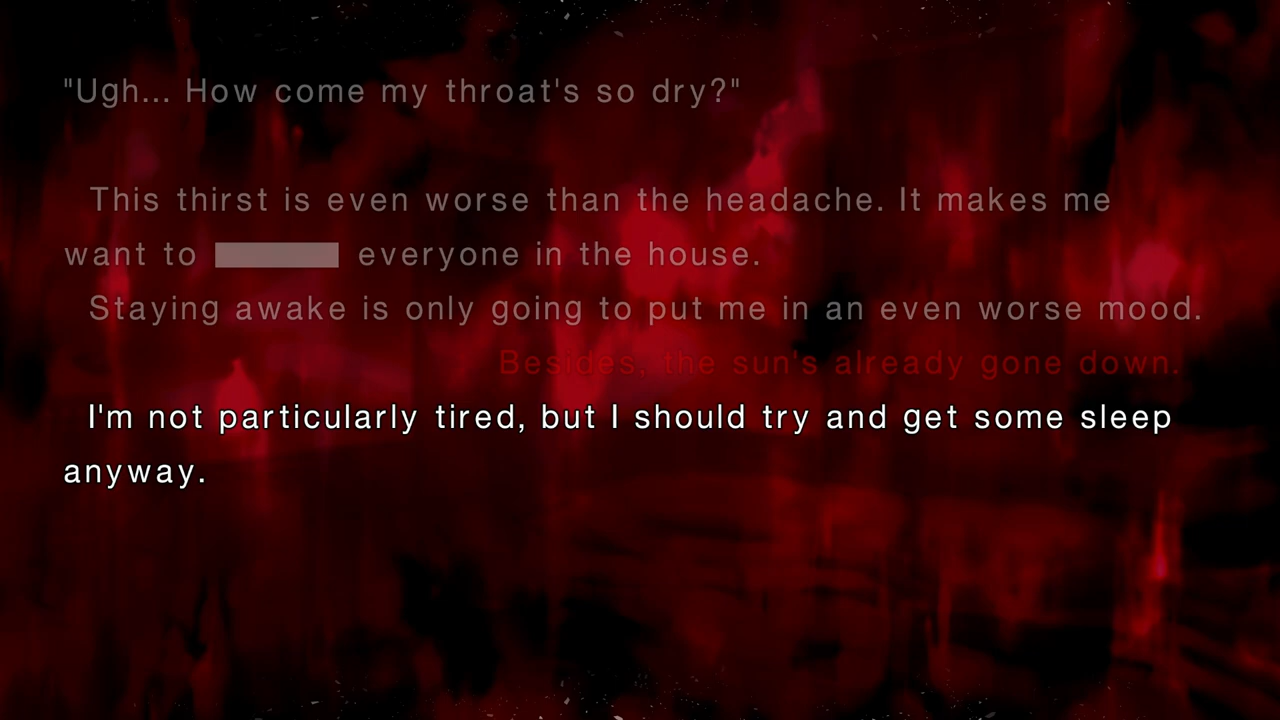 "Ugh... How come my throat's so dry?"
This thirst is even worse than the headache. It makes me
want to everyone in the house.
Staying awake is only going to put me in an even worse mood.
Besides, the sun's already gone down.
I'm not particularly tired, but I should try and get some sleep
anyway.